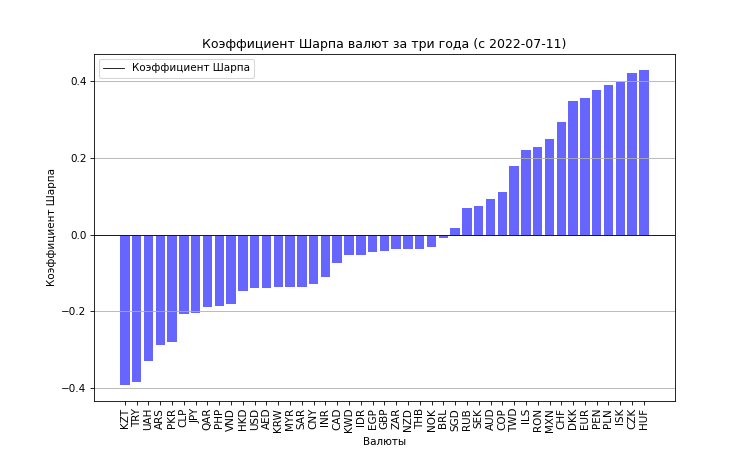 Коэффициент Шарпа валют за три года (с 2022-07-11)
Коэффициент Шарпа
Коэффициент Шарпа
0.4
0.2
0.0
−0.2
−0.4
KZT
TRY
UAH
ARS
PKR
CLP
JPY
QAR
PHP
VND
HKD
USD
AED
KRW
MYR
SAR
CNY
INR
CAD
KWD
IDR
EGP
GBP
ZAR
NZD
THB
NOK
BRL
SGD
RUB
SEK
AUD
COP
TWD
ILS
RON
MXN
CHF
DKK
EUR
PEN
PLN
ISK
CZK
HUF
Валюты